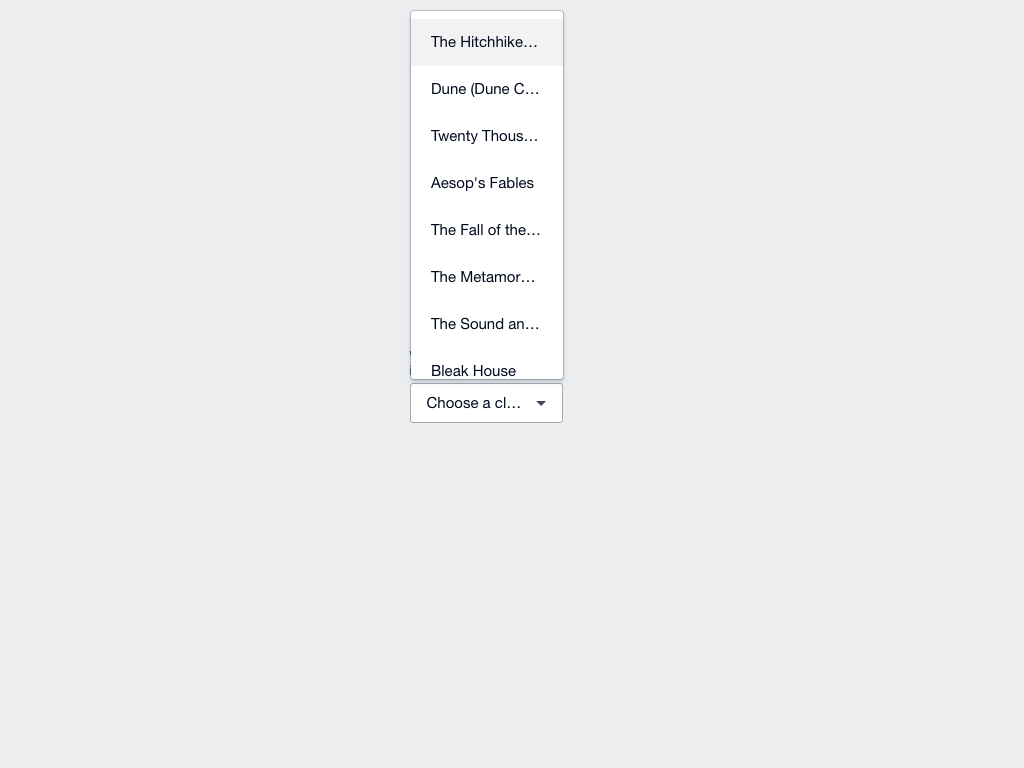 The Hitchhike…
Dune (Dune C…
Twenty Thous…
Aesop's Fables
The Fall of the…
The Metamor…
The Sound an…
Bleak House
Choose a cl…